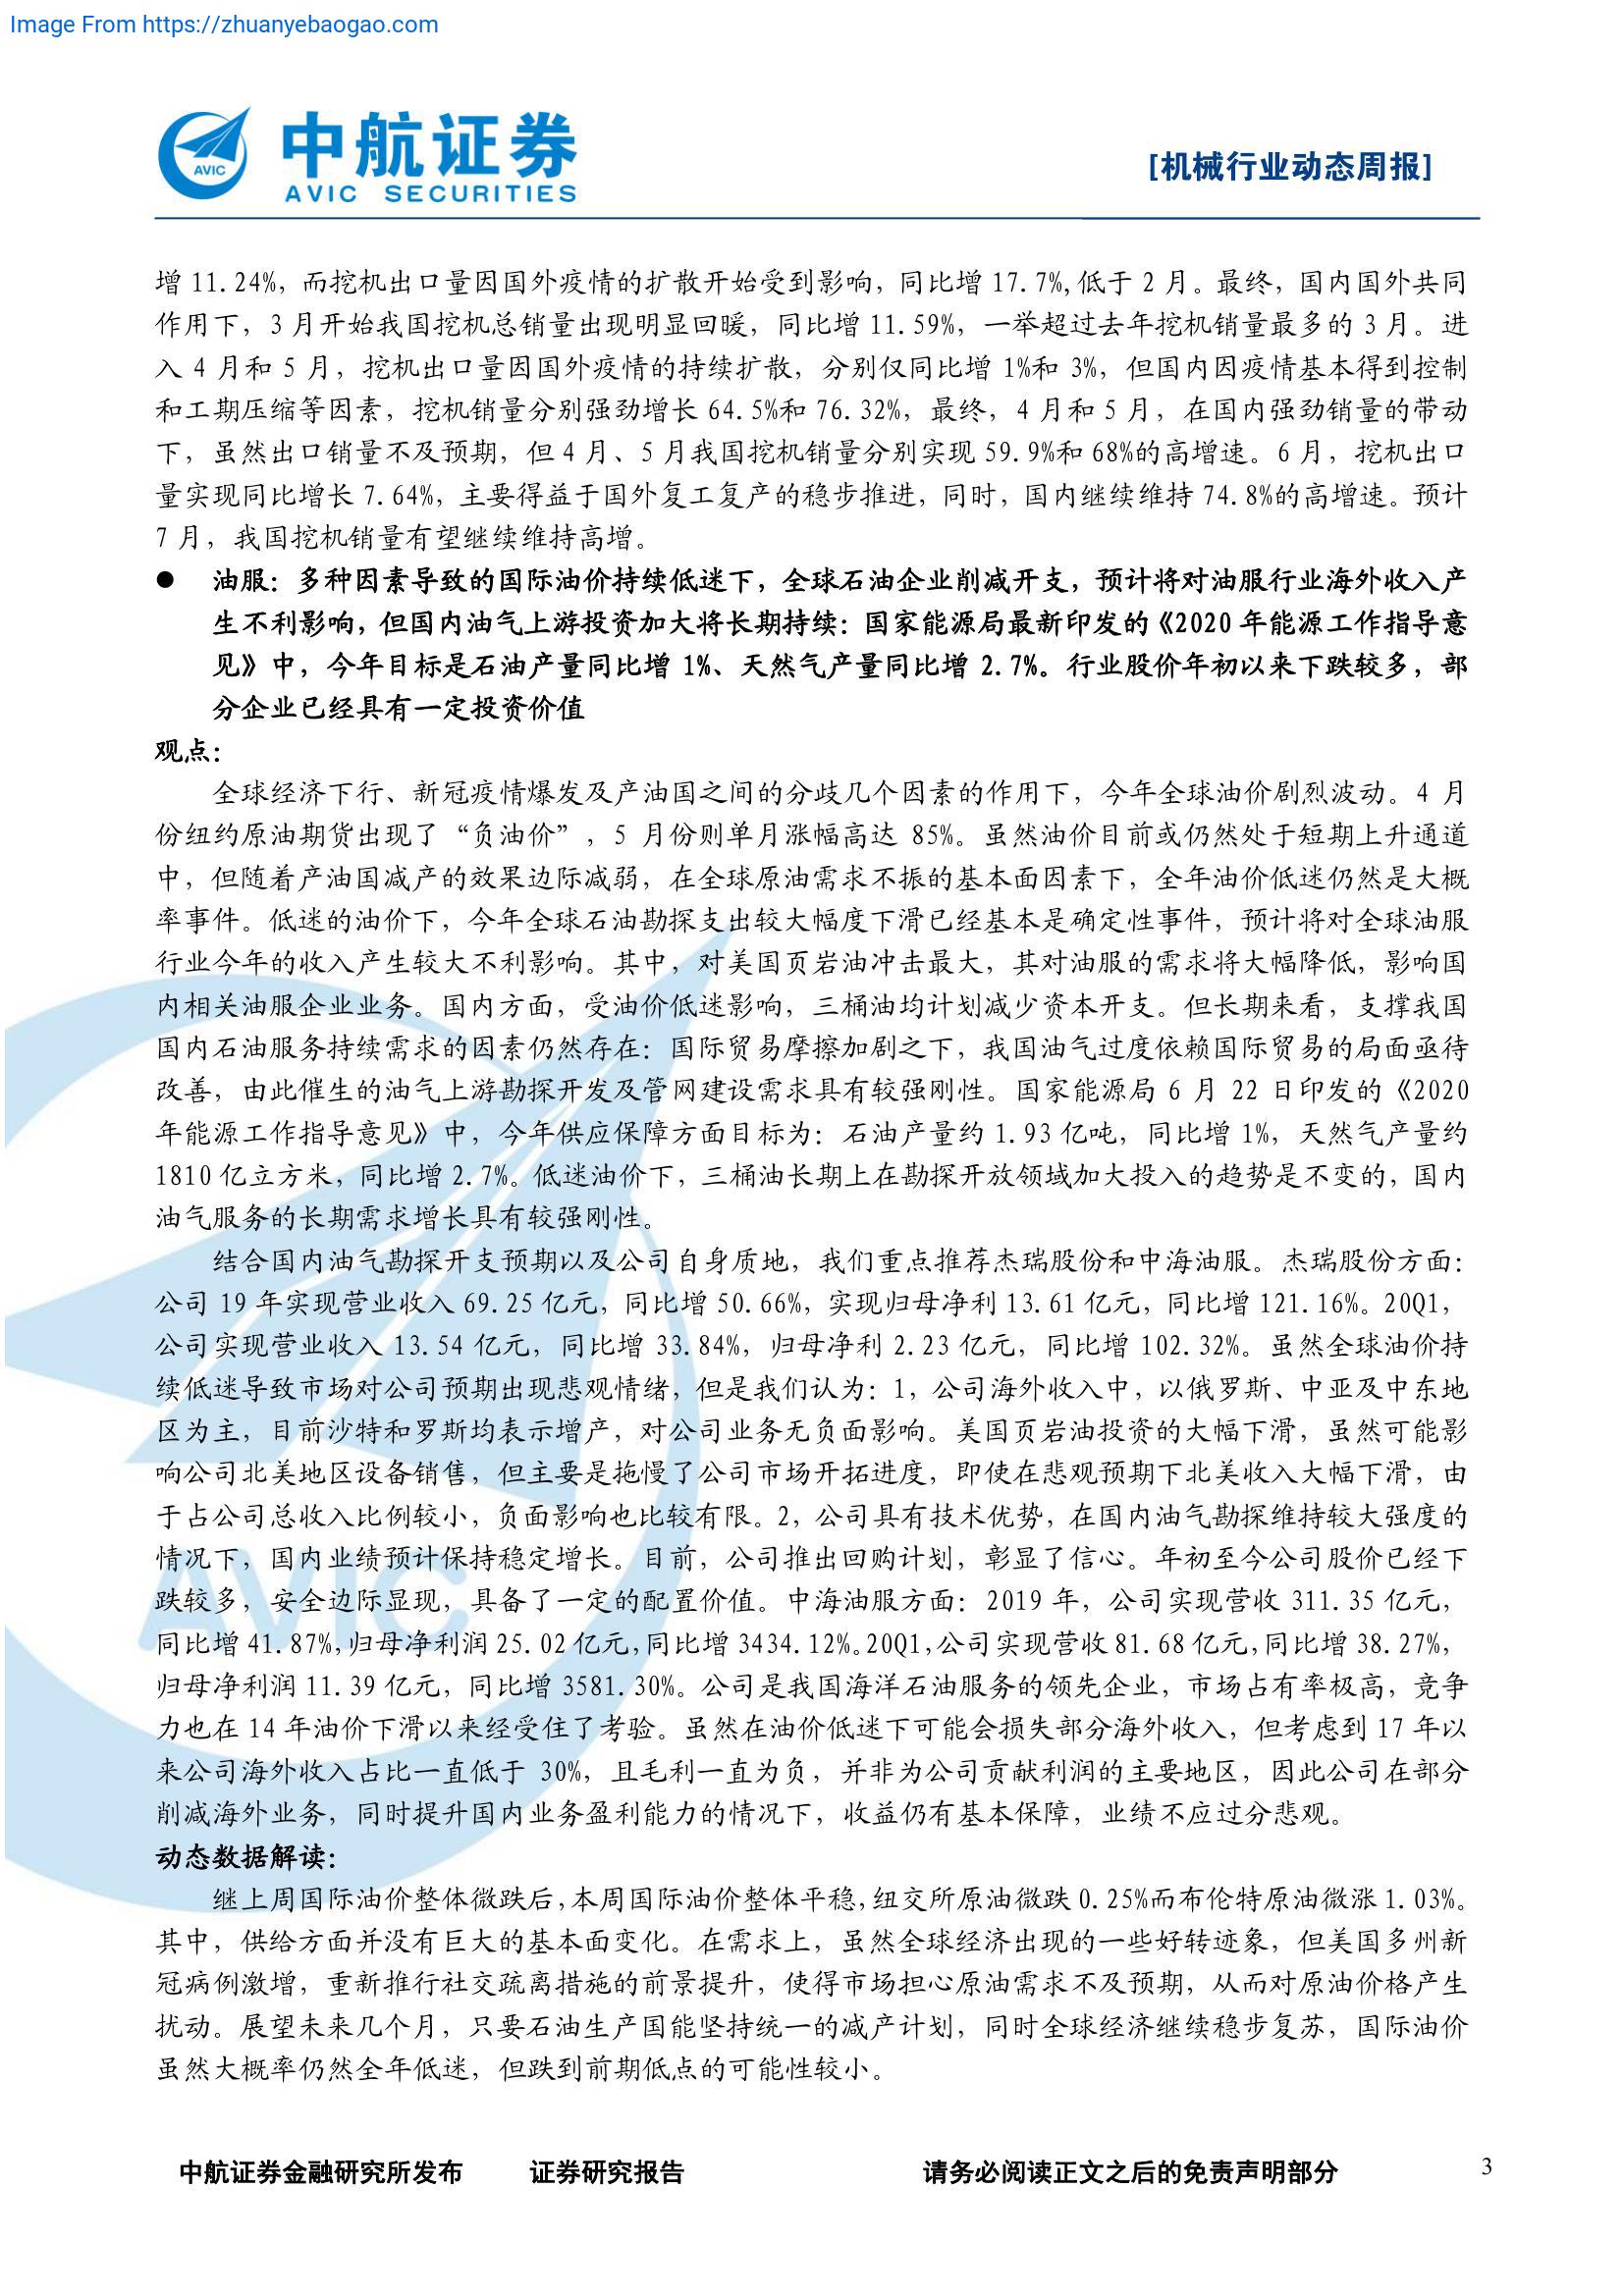 Image From https://zhuanyebaogao.com
AVIC
中航证券
AVIC SECURITIES
[机械行业动态周报]
增 11.24%，而挖机出口量因国外疫情的扩散开始受到影响，同比增 17.7%,低于 2 月。最终，国内国外共同
作用下，3 月开始我国挖机总销量出现明显回暖，同比增 11.59%，一举超过去年挖机销量最多的 3 月。进
入 4 月和 5 月，挖机出口量因国外疫情的持续扩散，分别仅同比增 1%和 3%，但国内因疫情基本得到控制
和工期压缩等因素，挖机销量分别强劲增长 64.5%和 76.32%，最终，4 月和 5 月，在国内强劲销量的带动
下，虽然出口销量不及预期，但 4 月、5 月我国挖机销量分别实现 59.9%和 68%的高增速。6 月，挖机出口
量实现同比增长 7.64%，主要得益于国外复工复产的稳步推进，同时，国内继续维持 74.8%的高增速。预计
7 月，我国挖机销量有望继续维持高增。
● 油服：多种因素导致的国际油价持续低迷下，全球石油企业削减开支，预计将对油服行业海外收入产
生不利影响，但国内油气上游投资加大将长期持续：国家能源局最新印发的《2020 年能源工作指导意
见》中，今年目标是石油产量同比增 1%、天然气产量同比增 2.7%。行业股价年初以来下跌较多，部
分企业已经具有一定投资价值
观点：
全球经济下行、新冠疫情爆发及产油国之间的分歧几个因素的作用下，今年全球油价剧烈波动。4 月
份纽约原油期货出现了“负油价”，5 月份则单月涨幅高达 85%。虽然油价目前或仍然处于短期上升通道
中，但随着产油国减产的效果边际减弱，在全球原油需求不振的基本面因素下，全年油价低迷仍然是大概
率事件。低迷的油价下，今年全球石油勘探支出较大幅度下滑已经基本是确定性事件，预计将对全球油服
行业今年的收入产生较大不利影响。其中，对美国页岩油冲击最大，其对油服的需求将大幅降低，影响国
内相关油服企业业务。国内方面，受油价低迷影响，三桶油均计划减少资本开支。但长期来看，支撑我国
国内石油服务持续需求的因素仍然存在：国际贸易摩擦加剧之下，我国油气过度依赖国际贸易的局面亟待
改善，由此催生的油气上游勘探开发及管网建设需求具有较强刚性。国家能源局 6 月 22 日印发的《2020
年能源工作指导意见》中，今年供应保障方面目标为：石油产量约 1.93 亿吨，同比增 1%，天然气产量约
1810 亿立方米，同比增 2.7%。低迷油价下，三桶油长期上在勘探开放领域加大投入的趋势是不变的，国内
油气服务的长期需求增长具有较强刚性。
结合国内油气勘探开支预期以及公司自身质地，我们重点推荐杰瑞股份和中海油服。杰瑞股份方面：
公司 19 年实现营业收入 69.25 亿元，同比增 50.66%，实现归母净利 13.61 亿元，同比增 121.16%。20Q1，
公司实现营业收入 13.54 亿元，同比增 33.84%，归母净利 2.23 亿元，同比增 102.32%。虽然全球油价持
续低迷导致市场对公司预期出现悲观情绪，但是我们认为：1，公司海外收入中，以俄罗斯、中亚及中东地
区为主，目前沙特和罗斯均表示增产，对公司业务无负面影响。美国页岩油投资的大幅下滑，虽然可能影
响公司北美地区设备销售，但主要是拖慢了公司市场开拓进度，即使在悲观预期下北美收入大幅下滑，由
于占公司总收入比例较小，负面影响也比较有限。2，公司具有技术优势，在国内油气勘探维持较大强度的
情况下，国内业绩预计保持稳定增长。目前，公司推出回购计划，彰显了信心。年初至今公司股价已经下
跌较多，安全边际显现，具备了一定的配置价值。中海油服方面：2019 年，公司实现营收 311.35 亿元，
同比增 41.87%,归母净利润 25.02 亿元,同比增 3434.12%。20Q1,公司实现营收 81.68 亿元,同比增 38.27%，
归母净利润 11.39 亿元，同比增 3581.30%。公司是我国海洋石油服务的领先企业，市场占有率极高，竞争
力也在 14 年油价下滑以来经受住了考验。虽然在油价低迷下可能会损失部分海外收入，但考虑到 17 年以
来公司海外收入占比一直低于 30%，且毛利一直为负，并非为公司贡献利润的主要地区，因此公司在部分
削减海外业务，同时提升国内业务盈利能力的情况下，收益仍有基本保障，业绩不应过分悲观。
动态数据解读：
继上周国际油价整体微跌后,本周国际油价整体平稳,纽交所原油微跌 0.25%而布伦特原油微涨 1.03%。
其中，供给方面并没有巨大的基本面变化。在需求上，虽然全球经济出现的一些好转迹象，但美国多州新
冠病例激增，重新推行社交疏离措施的前景提升，使得市场担心原油需求不及预期，从而对原油价格产生
扰动。展望未来几个月，只要石油生产国能坚持统一的减产计划，同时全球经济继续稳步复苏，国际油价
虽然大概率仍然全年低迷，但跌到前期低点的可能性较小。
中航证券金融研究所发布 证券研究报告 请务必阅读正文之后的免责声明部分 3